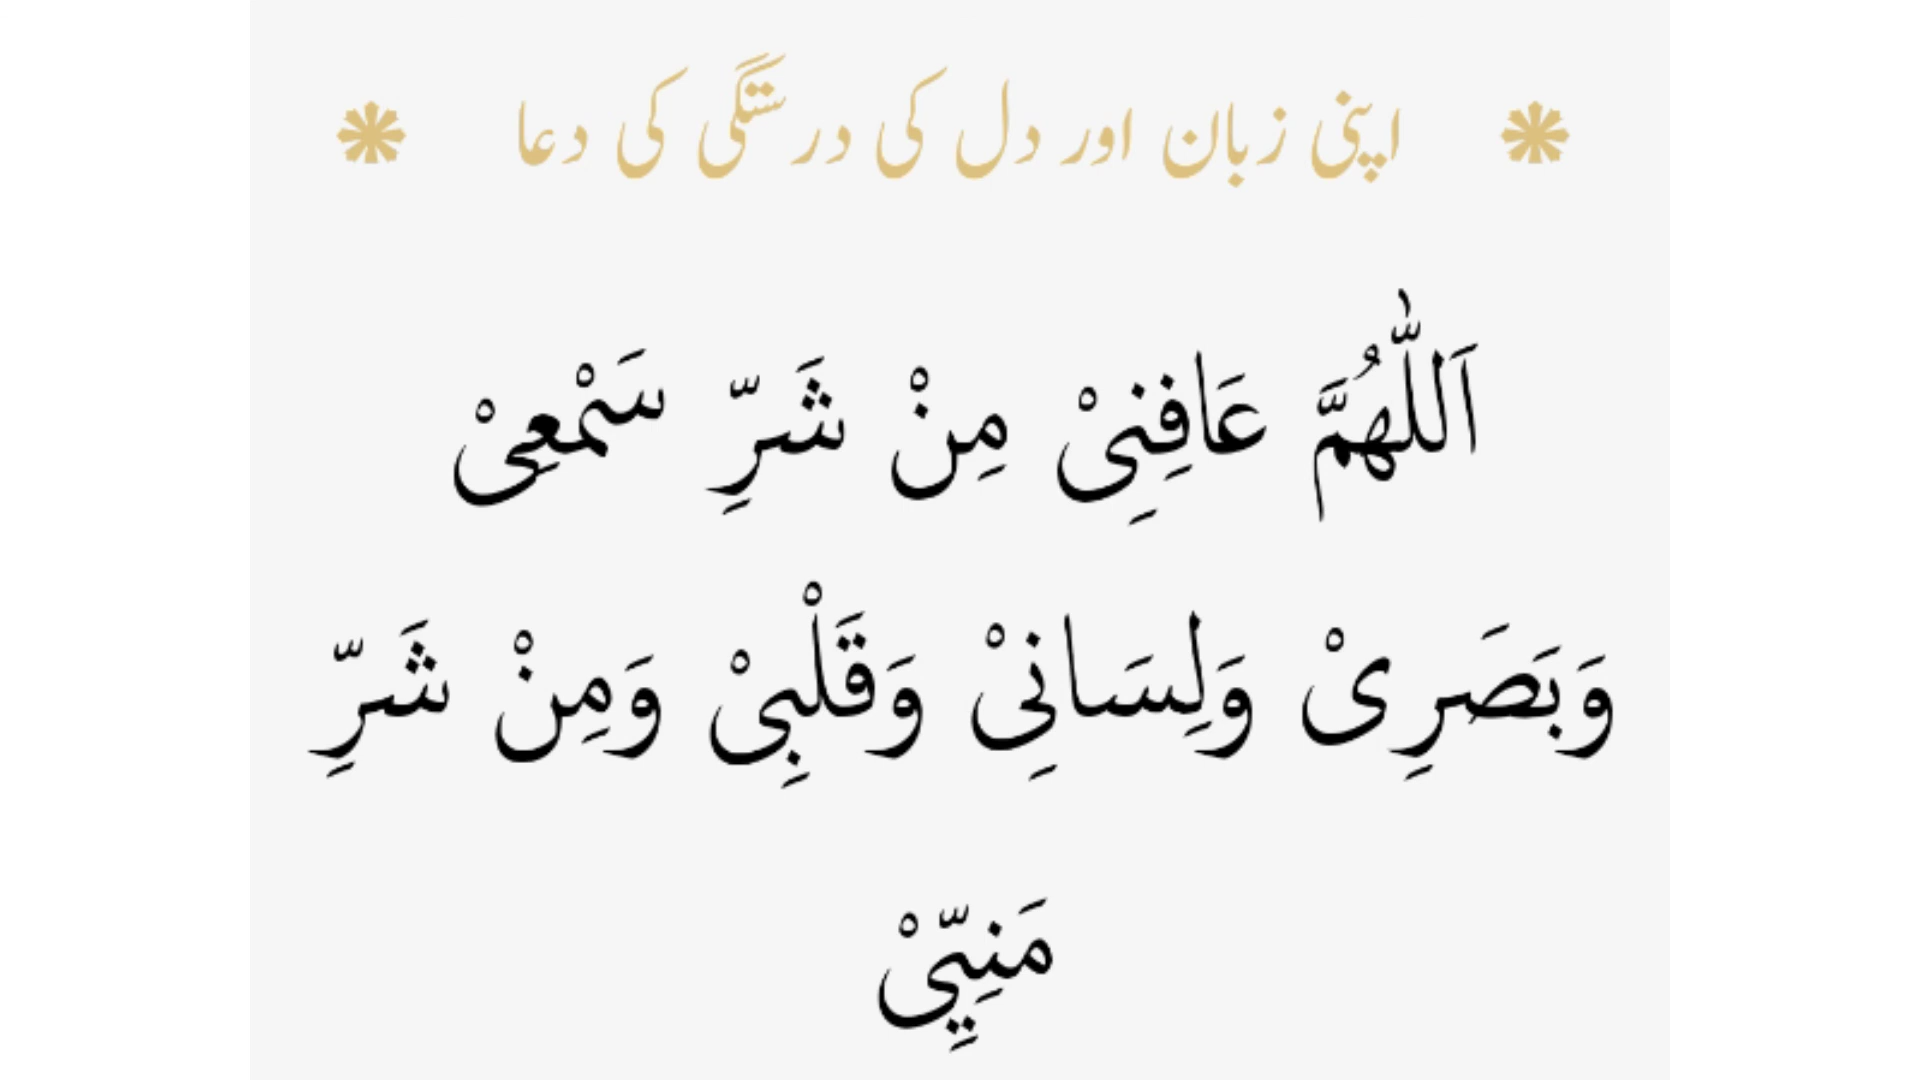 اپنی زبان اور دل کی درستگی کی دعا
اَللّٰهُمَّ عَافِنِیْ مِنْ شَرِّ سَمْعِیْ
وَبَصَرِیْ وَلِسَانِیْ وَقَلْبِیْ وَمِنْ شَرِّ
مَنِیِّیْ